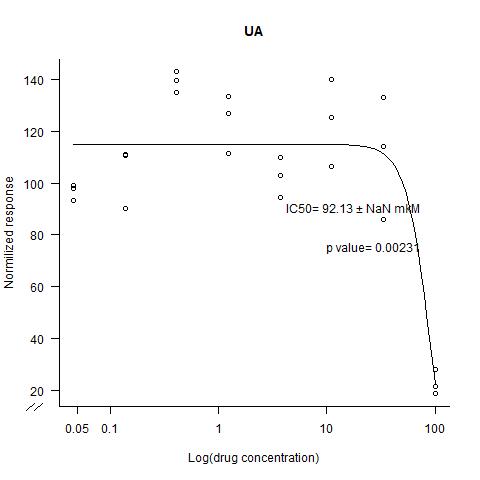 UA
140
120
100
80
60
40
20
Normilized response
IC50= 92.13 ± NaN mkM
p value= 0.00231
0.05 0.1 1 10 100
Log(drug concentration)